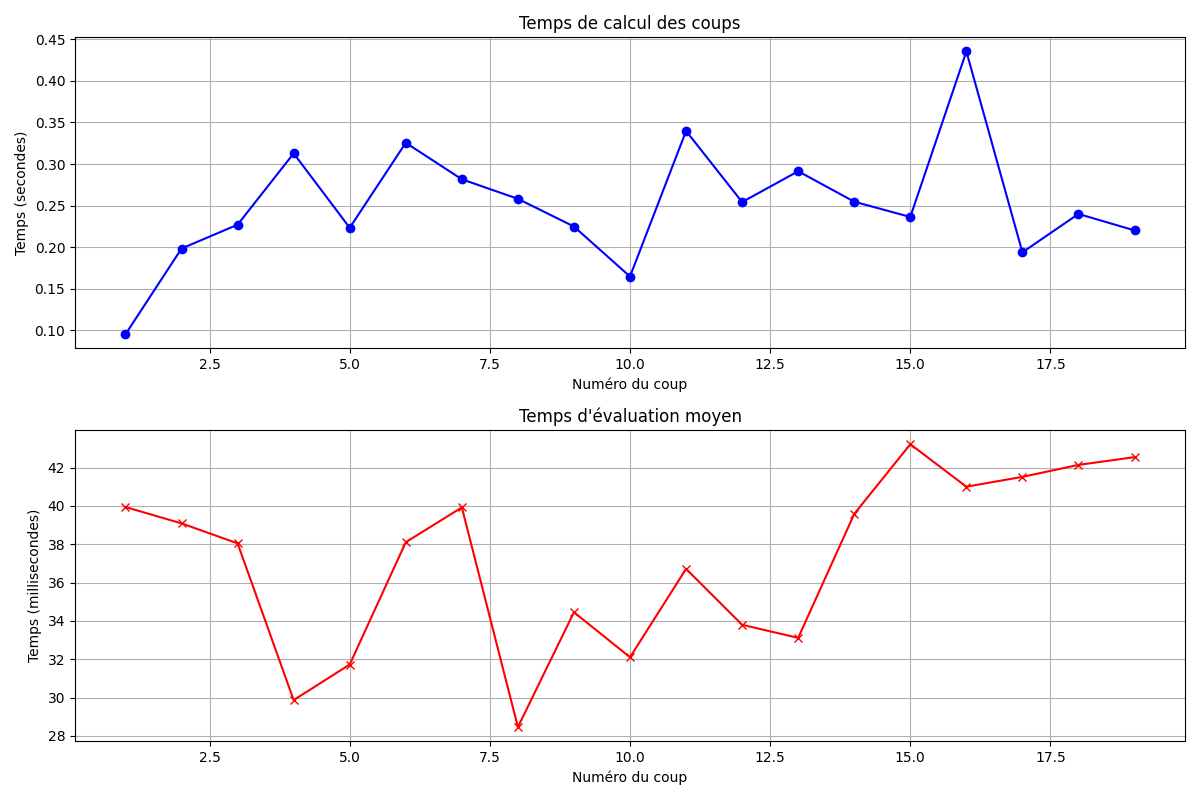 Temps de calcul des coups
0.45
0.40
0.35
0.30
0.25
0.20
0.15
0.10
Temps (secondes)
2.5 5.0 7.5 10.0 12.5 15.0 17.5
Numéro du coup
Temps d'évaluation moyen
42
40
38
36
34
32
30
28
Temps (millisecondes)
2.5 5.0 7.5 10.0 12.5 15.0 17.5
Numéro du coup